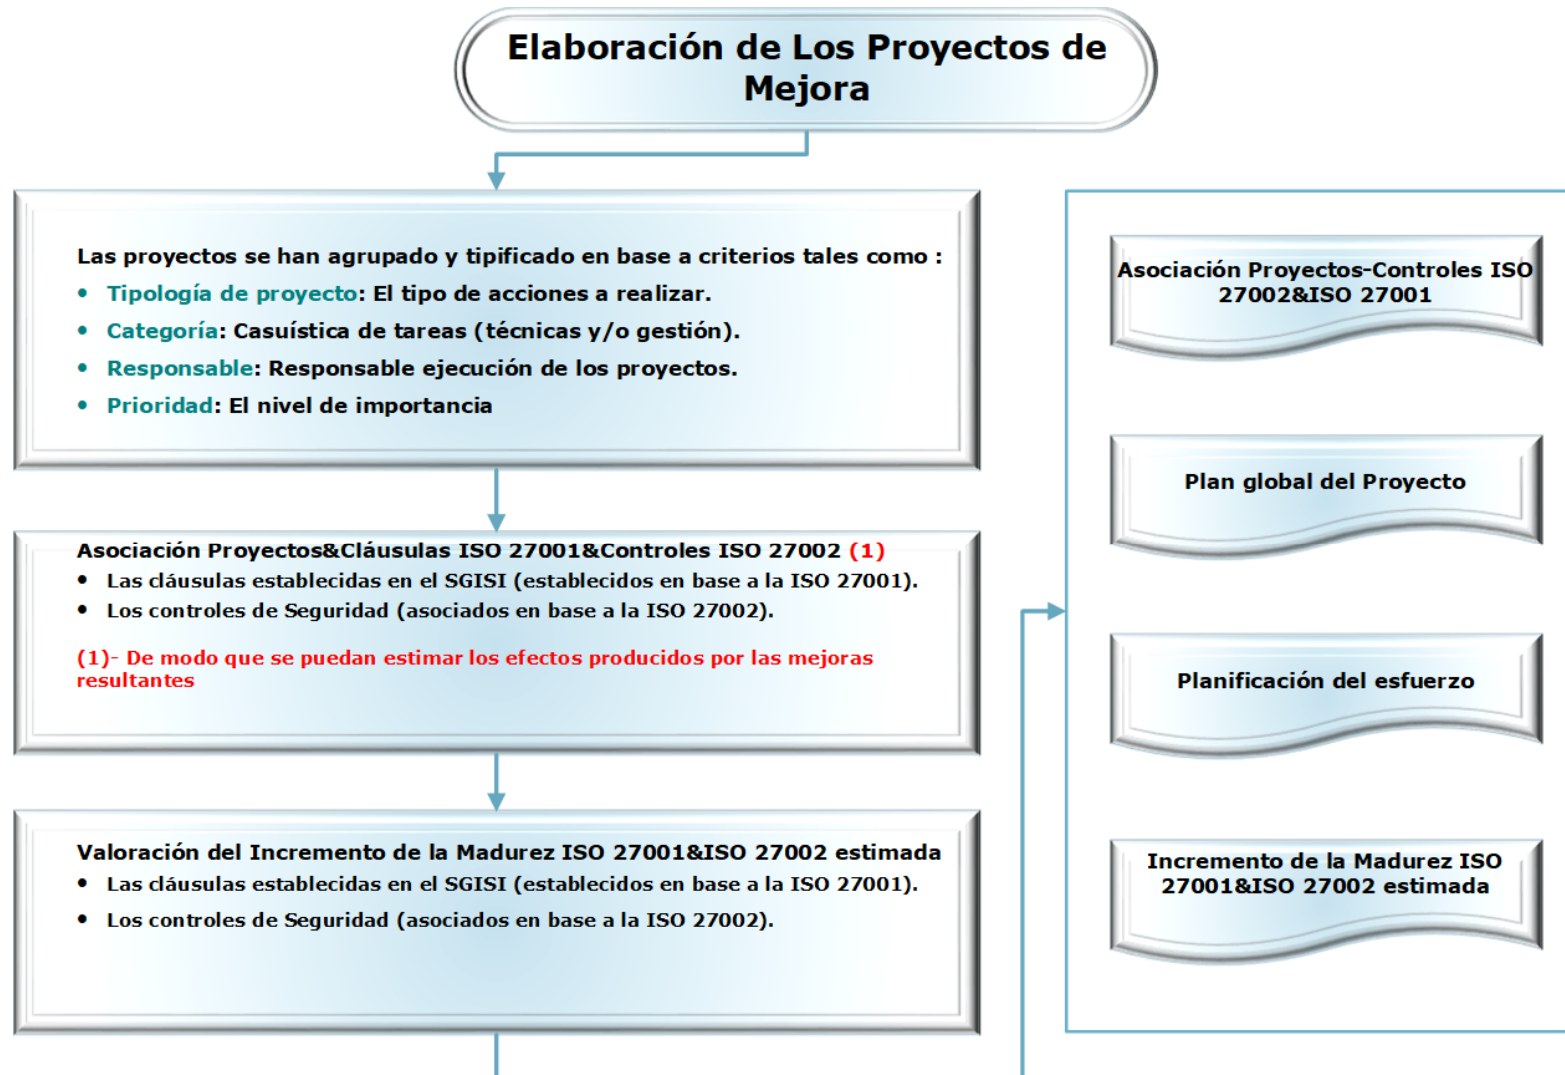 Elaboración de Los Proyectos de
Mejora
Las proyectos se han agrupado y tipificado en base a criterios tales como :
• Tipología de proyecto: El tipo de acciones a realizar.
• Categoría: Casuística de tareas (técnicas y/o gestión).
• Responsable: Responsable ejecución de los proyectos.
• Prioridad: El nivel de importancia
Asociación Proyectos&Cláusulas ISO 27001&Controles ISO 27002 (1)
• Las cláusulas establecidas en el SGISI (establecidos en base a la ISO 27001).
• Los controles de Seguridad (asociados en base a la ISO 27002).
(1)- De modo que se puedan estimar los efectos producidos por las mejoras
resultantes
Valoración del Incremento de la Madurez ISO 27001&ISO 27002 estimada
• Las cláusulas establecidas en el SGISI (establecidos en base a la ISO 27001).
• Los controles de Seguridad (asociados en base a la ISO 27002).
Asociación Proyectos-Controles ISO
27002&ISO 27001
Plan global del Proyecto
Planificación del esfuerzo
Incremento de la Madurez ISO
27001&ISO 27002 estimada